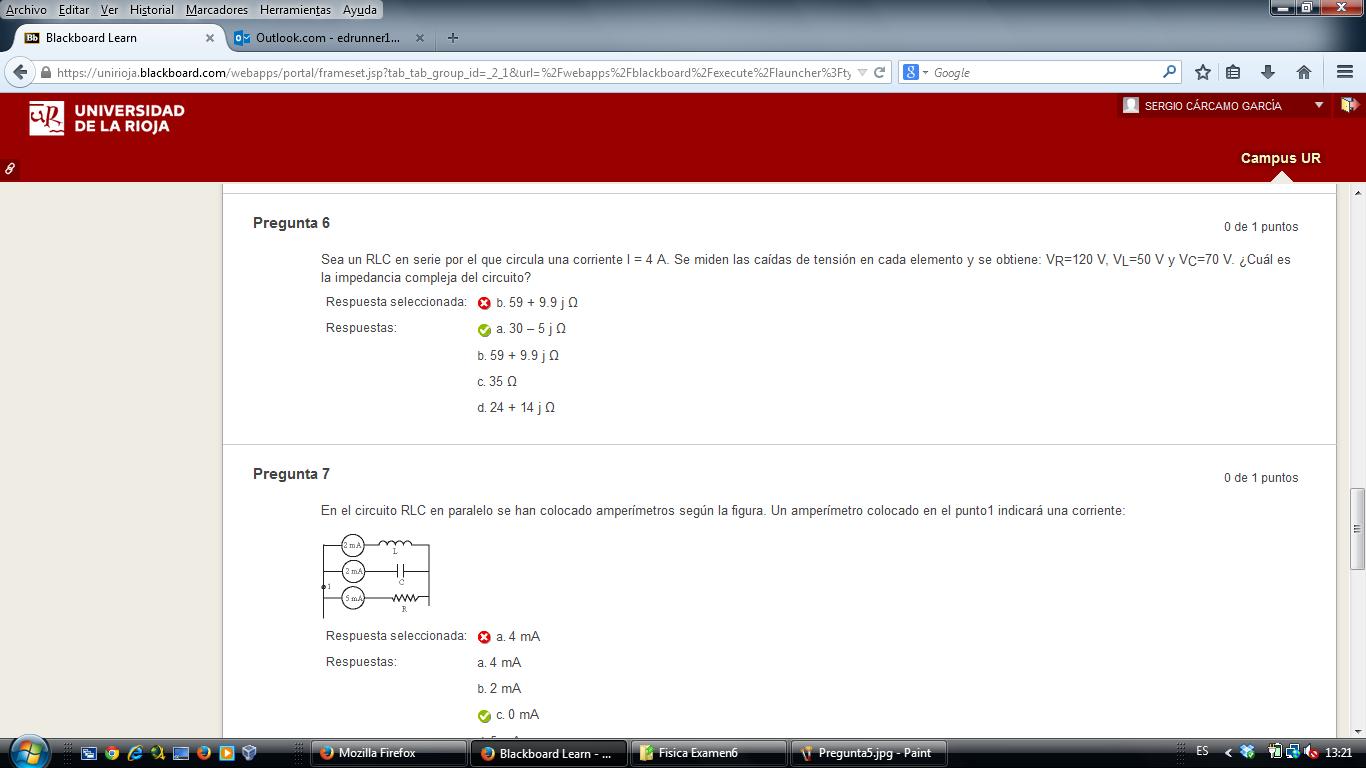 Archivo Editar Ver Historial Marcadores Herramientas Ayuda
Bb Blackboard Learn Outlook.com - edrunner1...
https://unirioja.blackboard.com/webapps/portal/frameset.jsp?tab_tab_group_id=_2_1&url=%2Fwebapps%2Fblackboard%2Fexecute%2Flauncher%3Fty
8 Google
UR UNIVERSIDAD
DE LA RIOJA
SERGIO CÁRCAMO GARCÍA
Campus UR
Pregunta 6
0 de 1 puntos
Sea un RLC en serie por el que circula una corriente I = 4 A. Se miden las caídas de tensión en cada elemento y se obtiene: VR=120 V, VL=50 V y VC=70 V. ¿Cuál es
la impedancia compleja del circuito?
Respuesta seleccionada: b. 59 + 9.9 j Ω
Respuestas: a. 30 – 5 j Ω
b. 59 + 9.9 j Ω
c. 35 Ω
d. 24 + 14 j Ω
Pregunta 7
0 de 1 puntos
En el circuito RLC en paralelo se han colocado amperímetros según la figura. Un amperímetro colocado en el punto1 indicará una corriente:
2 mA
L
2 mA
C
1
5 mA
R
Respuesta seleccionada: a. 4 mA
Respuestas: a. 4 mA
b. 2 mA
c. 0 mA
Mozilla Firefox Blackboard Learn - ... Fisica Examen6 Pregunta5.jpg - Paint ES 13:21